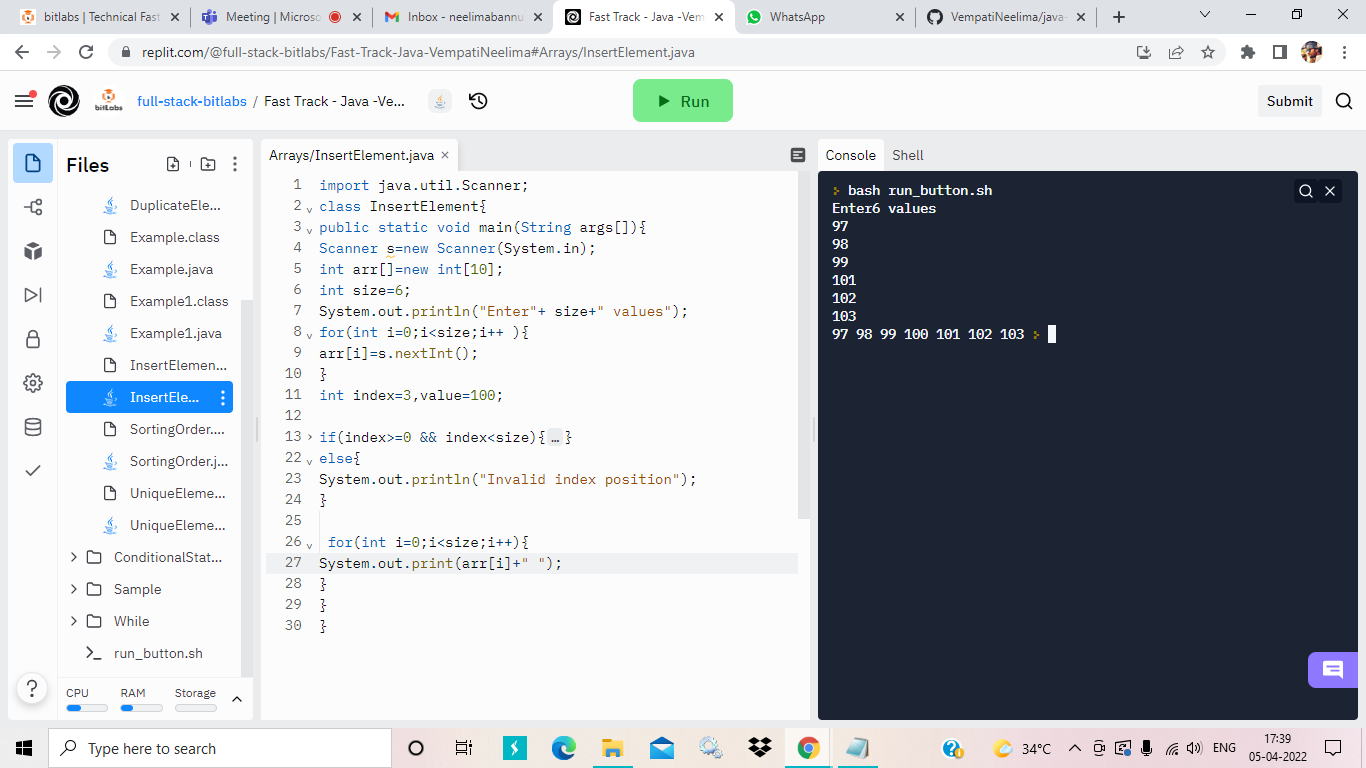 bitlabs | Technical Fast
Meeting | Microso
Inbox - neelimabannu
Fast Track - Java -Vem
WhatsApp
VempatiNeelima/java-
replit.com/@full-stack-bitlabs/Fast-Track-Java-VempatiNeelima#Arrays/InsertElement.java
bitLabs
full-stack-bitlabs / Fast Track - Java -Ve...
Run
Submit
Files
DuplicateEle...
Example.class
Example.java
Example1.class
Example1.java
InsertElemen...
InsertEle...
SortingOrder....
SortingOrder.j...
UniqueEleme...
UniqueEleme...
ConditionalStat...
Sample
While
run_button.sh
CPU RAM Storage
Arrays/InsertElement.java
1 import java.util.Scanner;
2 class InsertElement{
3 public static void main(String args[]){
4 Scanner s=new Scanner(System.in);
5 int arr[]=new int[10];
6 int size=6;
7 System.out.println("Enter"+ size+" values");
8 for(int i=0;i<size;i++ ){
9 arr[i]=s.nextInt();
10 }
11 int index=3,value=100;
12
13 if(index>=0 && index<size){…}
22 else{
23 System.out.println("Invalid index position");
24 }
25
26 for(int i=0;i<size;i++){
27 System.out.print(arr[i]+" ");
28 }
29 }
30 }
Console Shell
bash run_button.sh
Enter6 values
97
98
99
101
102
103
97 98 99 100 101 102 103
Type here to search
34°C
ENG
17:39
05-04-2022